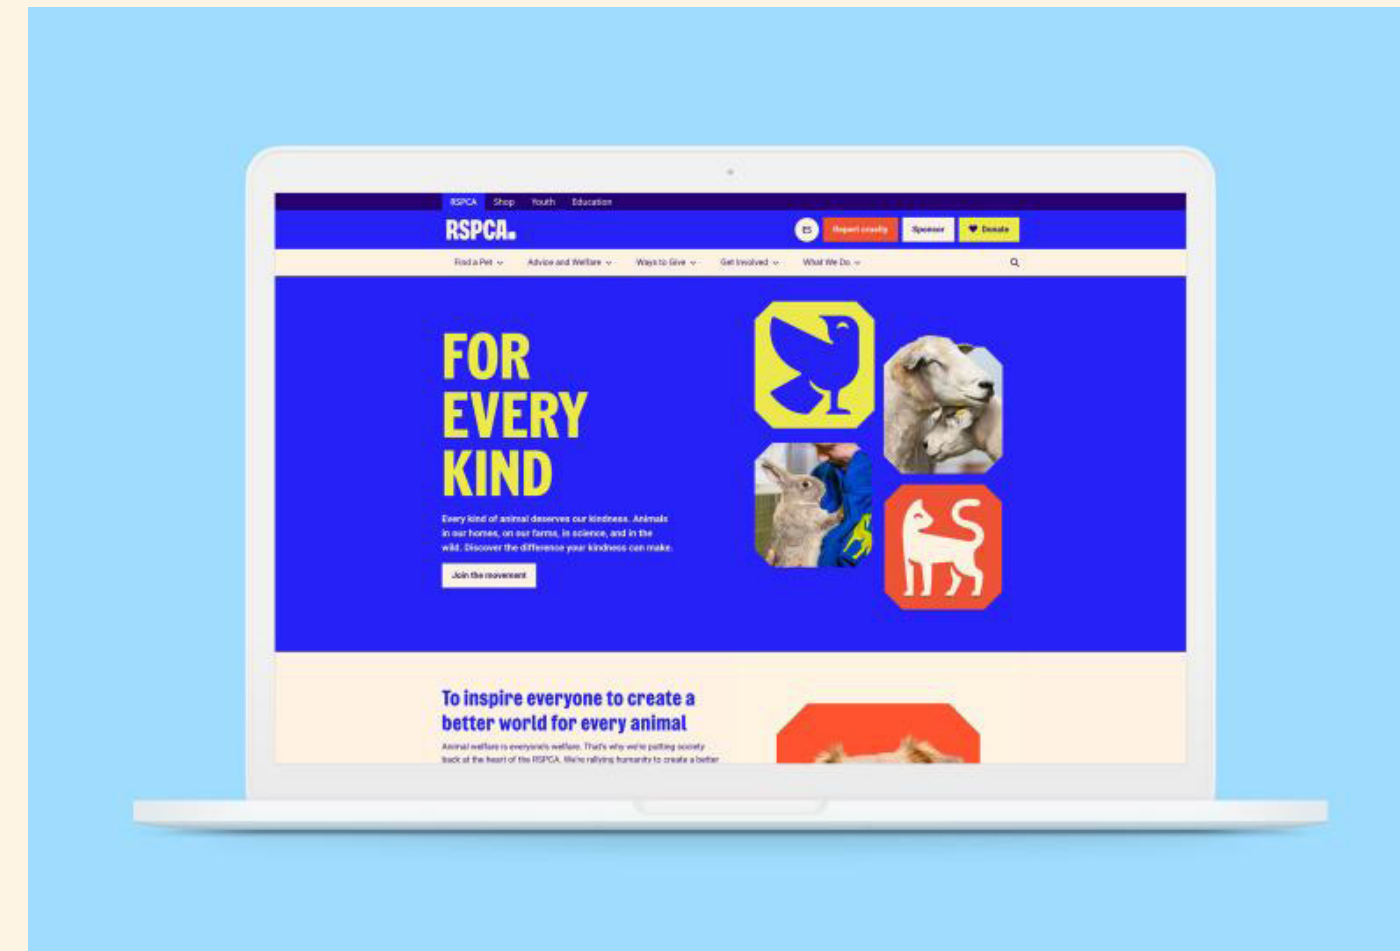 RSPCA Shop Youth Education
RSPCA.
ES Report cruelty Sponsor Donate
Find a Pet Advice and Welfare Ways to Give Get Involved What We Do
FOR
EVERY
KIND
Every kind of animal deserves our kindness. Animals
in our homes, on our farms, in science, and in the
wild. Discover the difference your kindness can make.
Join the movement
To inspire everyone to create a
better world for every animal
Animal welfare is everyone's welfare. That's why we're putting society
back at the heart of the RSPCA. We're rallying humanity to create a better